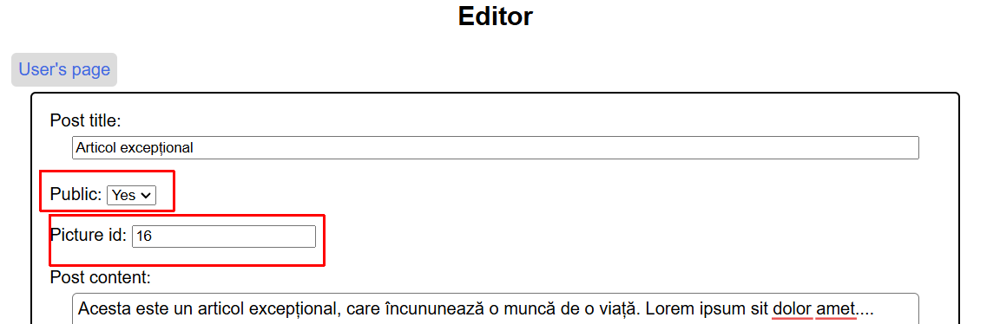 Editor
User's page
Post title:
Articol excepțional
Public: Yes
Picture id: 16
Post content:
Acesta este un articol excepțional, care încununează o muncă de o viață. Lorem ipsum sit dolor amet....